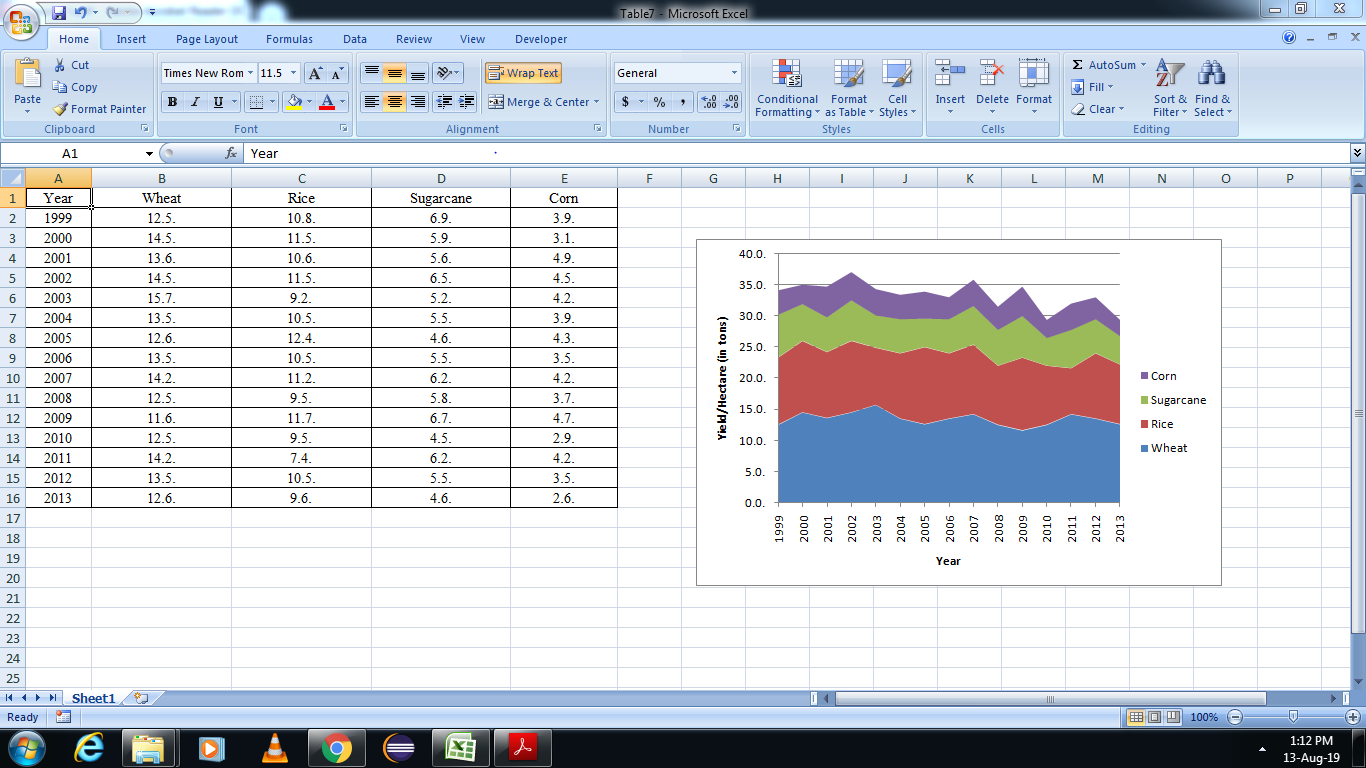 Table7 - Microsoft Excel
Home Insert Page Layout Formulas Data Review View Developer
Paste Cut Copy Format Painter
Clipboard
Times New Rom 11.5 A A
B I U A
Font
Wrap Text
Merge & Center
Alignment
General
$ % , .00 .00
Number
Conditional Formatting Format as Table Cell Styles
Styles
Insert Delete Format
Cells
Σ AutoSum Fill Clear Sort & Filter Find & Select
Editing
A1 fx Year
A B C D E F G H I J K L M N O P
1 Year Wheat Rice Sugarcane Corn
2 1999 12.5. 10.8. 6.9. 3.9.
3 2000 14.5. 11.5. 5.9. 3.1.
4 2001 13.6. 10.6. 5.6. 4.9.
5 2002 14.5. 11.5. 6.5. 4.5.
6 2003 15.7. 9.2. 5.2. 4.2.
7 2004 13.5. 10.5. 5.5. 3.9.
8 2005 12.6. 12.4. 4.6. 4.3.
9 2006 13.5. 10.5. 5.5. 3.5.
10 2007 14.2. 11.2. 6.2. 4.2.
11 2008 12.5. 9.5. 5.8. 3.7.
12 2009 11.6. 11.7. 6.7. 4.7.
13 2010 12.5. 9.5. 4.5. 2.9.
14 2011 14.2. 7.4. 6.2. 4.2.
15 2012 13.5. 10.5. 5.5. 3.5.
16 2013 12.6. 9.6. 4.6. 2.6.
17
18
19
20
21
22
23
24
25
Yield/Hectare (in tons)
40.0.
35.0.
30.0.
25.0.
20.0.
15.0.
10.0.
5.0.
0.0.
1999 2000 2001 2002 2003 2004 2005 2006 2007 2008 2009 2010 2011 2012 2013
Year
Corn
Sugarcane
Rice
Wheat
Sheet1
Ready 100%
1:12 PM
13-Aug-19